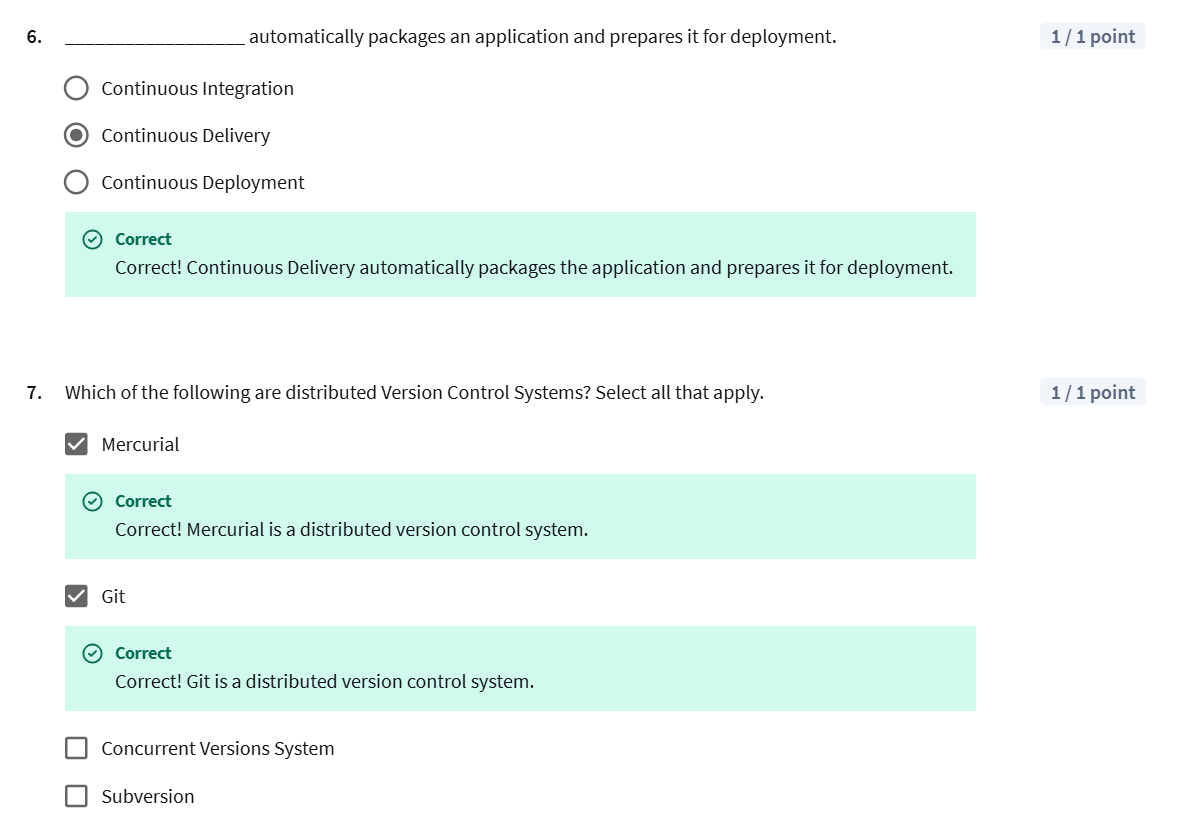 6. __________________ automatically packages an application and prepares it for deployment. 1 / 1 point
Continuous Integration
Continuous Delivery
Continuous Deployment
Correct
Correct! Continuous Delivery automatically packages the application and prepares it for deployment.
7. Which of the following are distributed Version Control Systems? Select all that apply. 1 / 1 point
Mercurial
Correct
Correct! Mercurial is a distributed version control system.
Git
Correct
Correct! Git is a distributed version control system.
Concurrent Versions System
Subversion